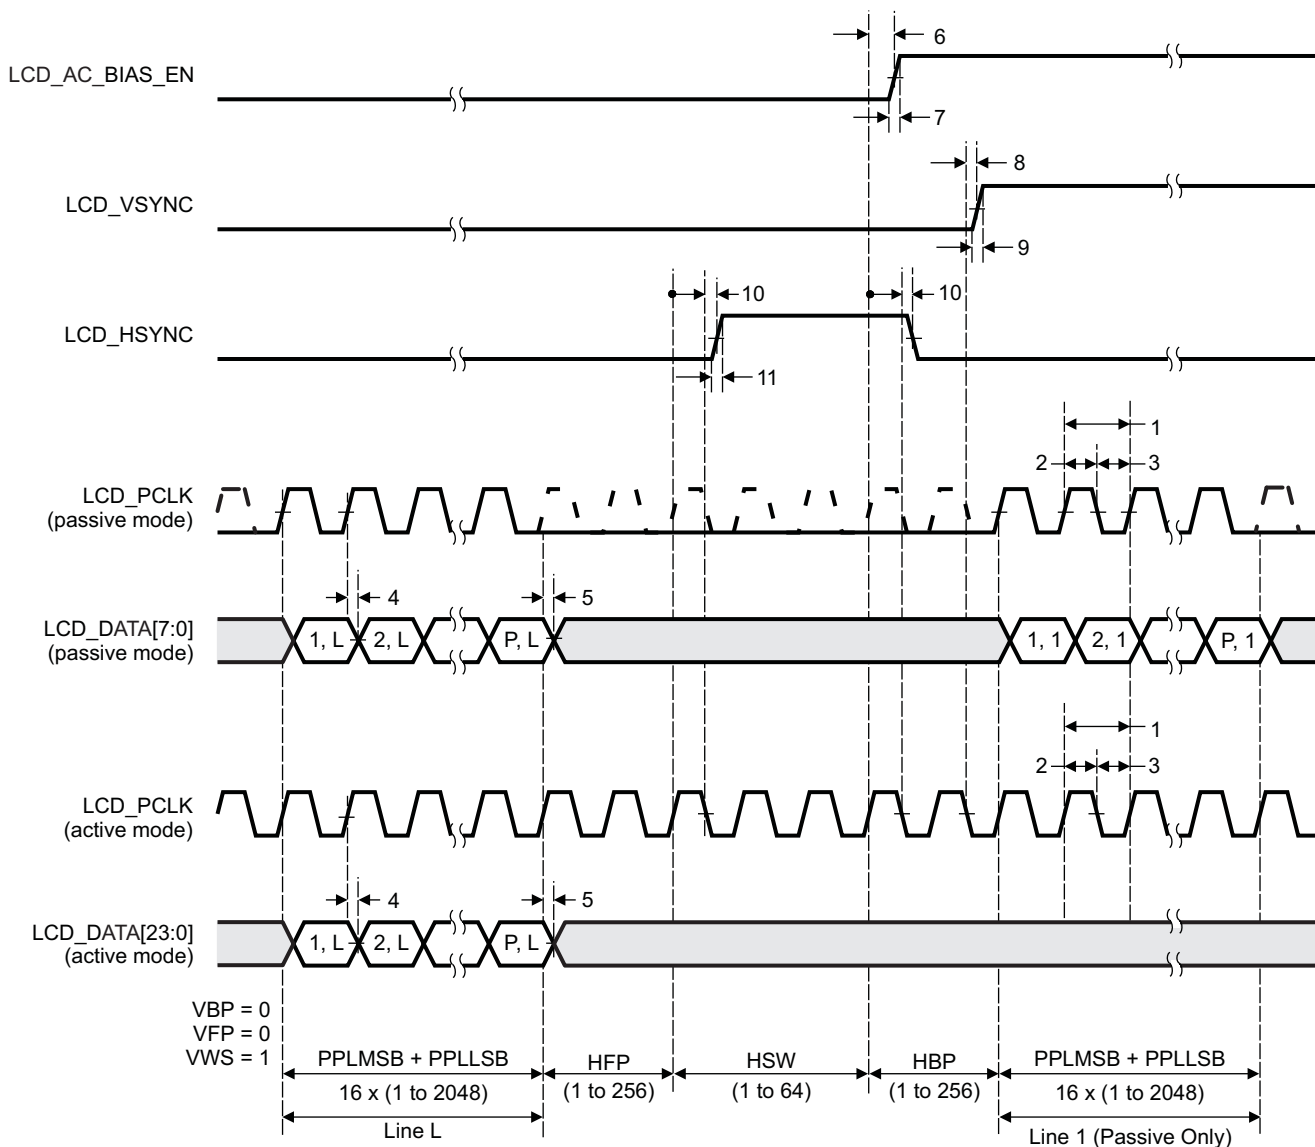 6
LCD_AC_BIAS_EN
7
8
LCD_VSYNC
9
10
10
LCD_HSYNC
11
1
2
3
LCD_PCLK
(passive mode)
4
5
LCD_DATA[7:0]
(passive mode)
1, L
2, L
P, L
1, 1
2, 1
P, 1
1
2
3
LCD_PCLK
(active mode)
4
5
LCD_DATA[23:0]
(active mode)
1, L
2, L
P, L
VBP = 0
VFP = 0
VWS = 1
PPLMSB + PPLLSB
16 x (1 to 2048)
Line L
HFP
(1 to 256)
HSW
(1 to 64)
HBP
(1 to 256)
PPLMSB + PPLLSB
16 x (1 to 2048)
Line 1 (Passive Only)